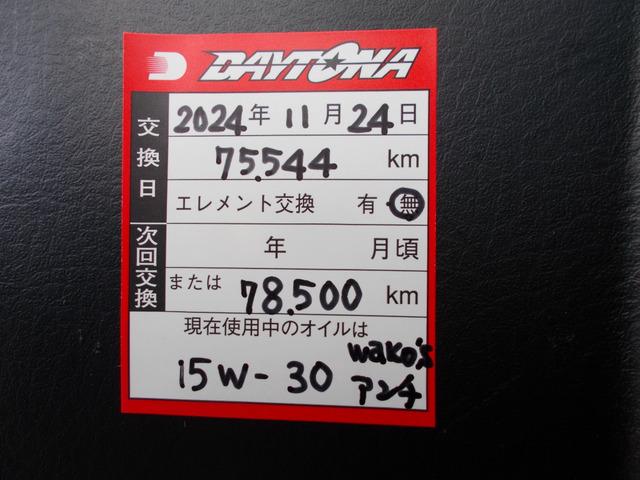 DAYTONA
交換日
2024年 11月 24日
75.544 km
エレメント交換 有・無
次回交換
年 月頃
または 78.500 km
現在使用中のオイルは
15W-30 wako's
アンチ